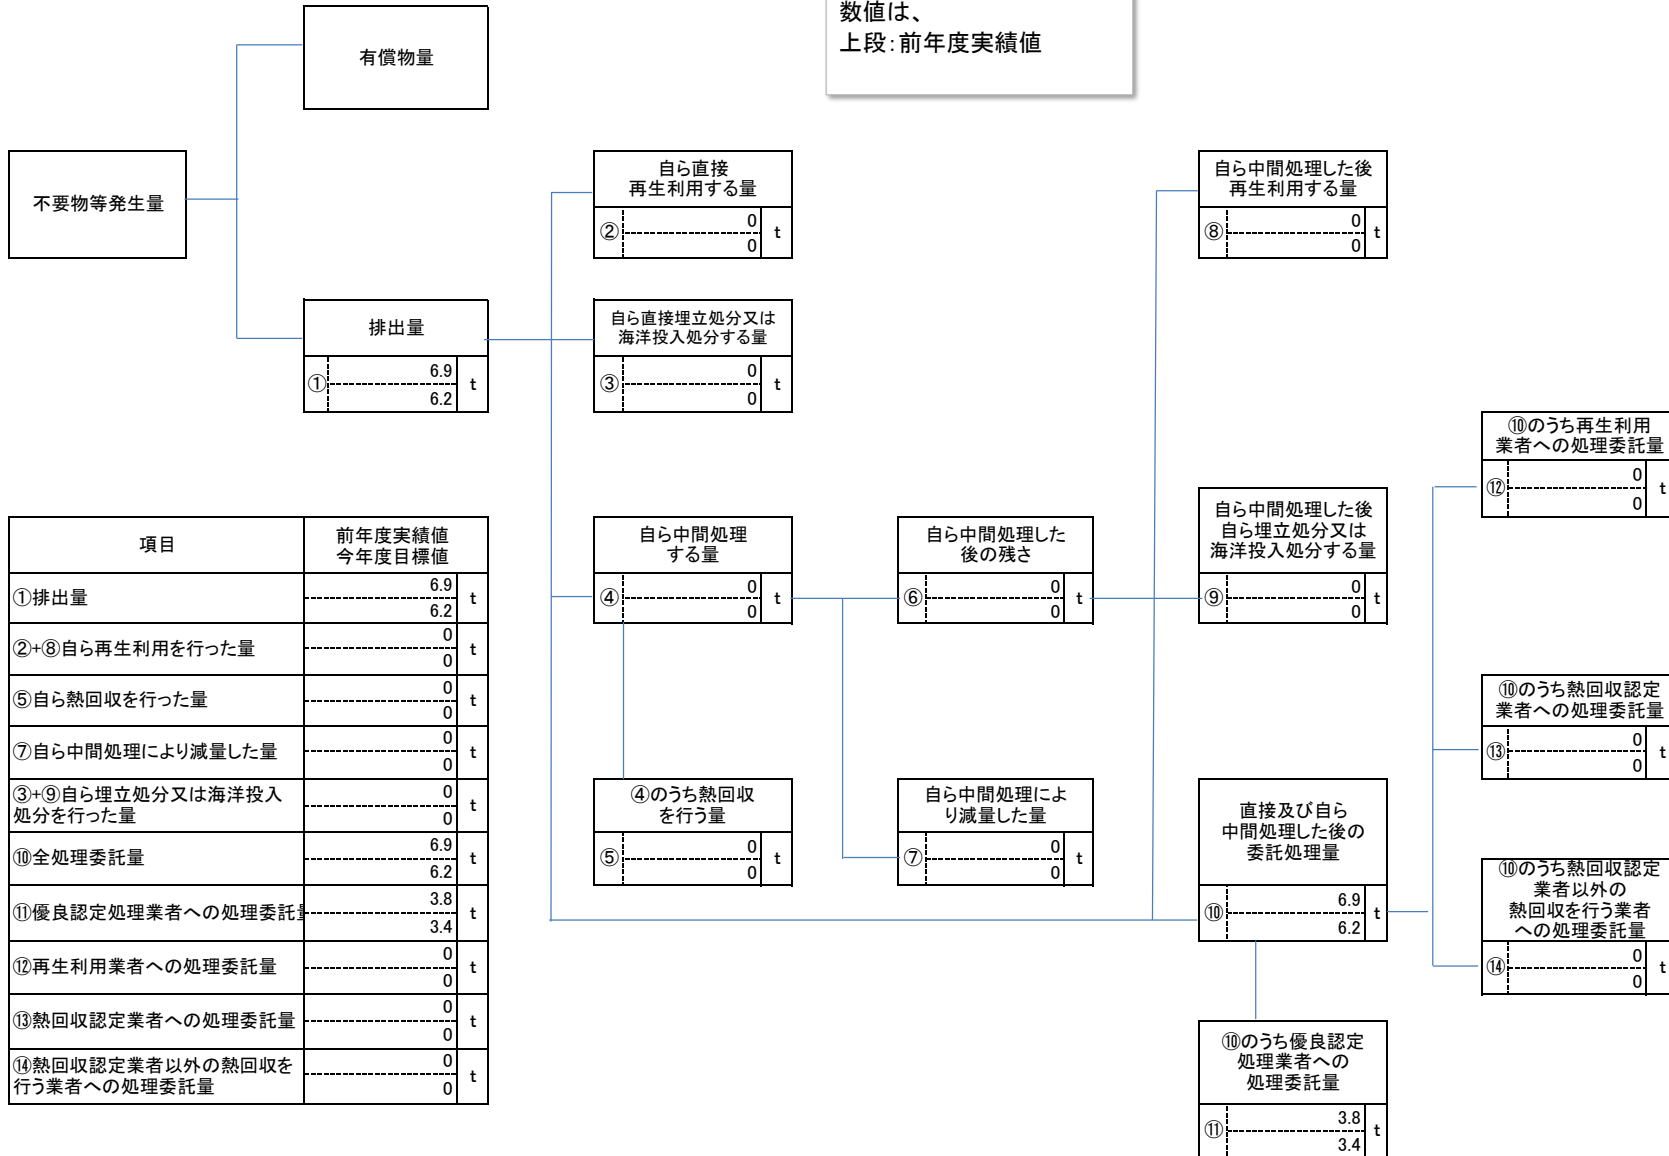 数値は、
上段：前年度実績値
有償物量
不要物等発生量
自ら直接
再生利用する量
②
0
0
t
自ら中間処理した後
再生利用する量
⑧
0
0
t
排出量
①
6.9
6.2
t
自ら直接埋立処分又は
海洋投入処分する量
③
0
0
t
⑩のうち再生利用
業者への処理委託量
⑫
0
0
t
自ら中間処理
する量
④
0
0
t
自ら中間処理した
後の残さ
⑥
0
0
t
自ら中間処理した後
自ら埋立処分又は
海洋投入処分する量
⑨
0
0
t
⑩のうち熱回収認定
業者への処理委託量
⑬
0
0
t
④のうち熱回収
を行う量
⑤
0
0
t
自ら中間処理によ
り減量した量
⑦
0
0
t
直接及び自ら
中間処理した後の
委託処理量
⑩
6.9
6.2
t
⑩のうち熱回収認定
業者以外の
熱回収を行う業者
への処理委託量
⑭
0
0
t
⑩のうち優良認定
処理業者への
処理委託量
⑪
3.8
3.4
t
項目
前年度実績値
今年度目標値
①排出量
6.9
6.2
t
②+⑧自ら再生利用を行った量
0
0
t
⑤自ら熱回収を行った量
0
0
t
⑦自ら中間処理により減量した量
0
0
t
③+⑨自ら埋立処分又は海洋投入
処分を行った量
0
0
t
⑩全処理委託量
6.9
6.2
t
⑪優良認定処理業者への処理委託
3.8
3.4
t
⑫再生利用業者への処理委託量
0
0
t
⑬熱回収認定業者への処理委託量
0
0
t
⑭熱回収認定業者以外の熱回収を
行う業者への処理委託量
0
0
t